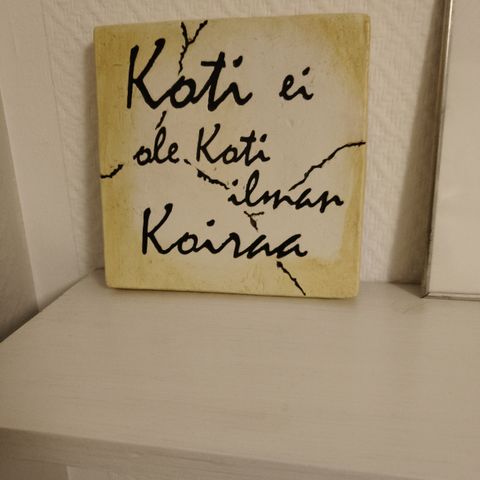 Koti ei
ole Koti
ilman
Koiraa